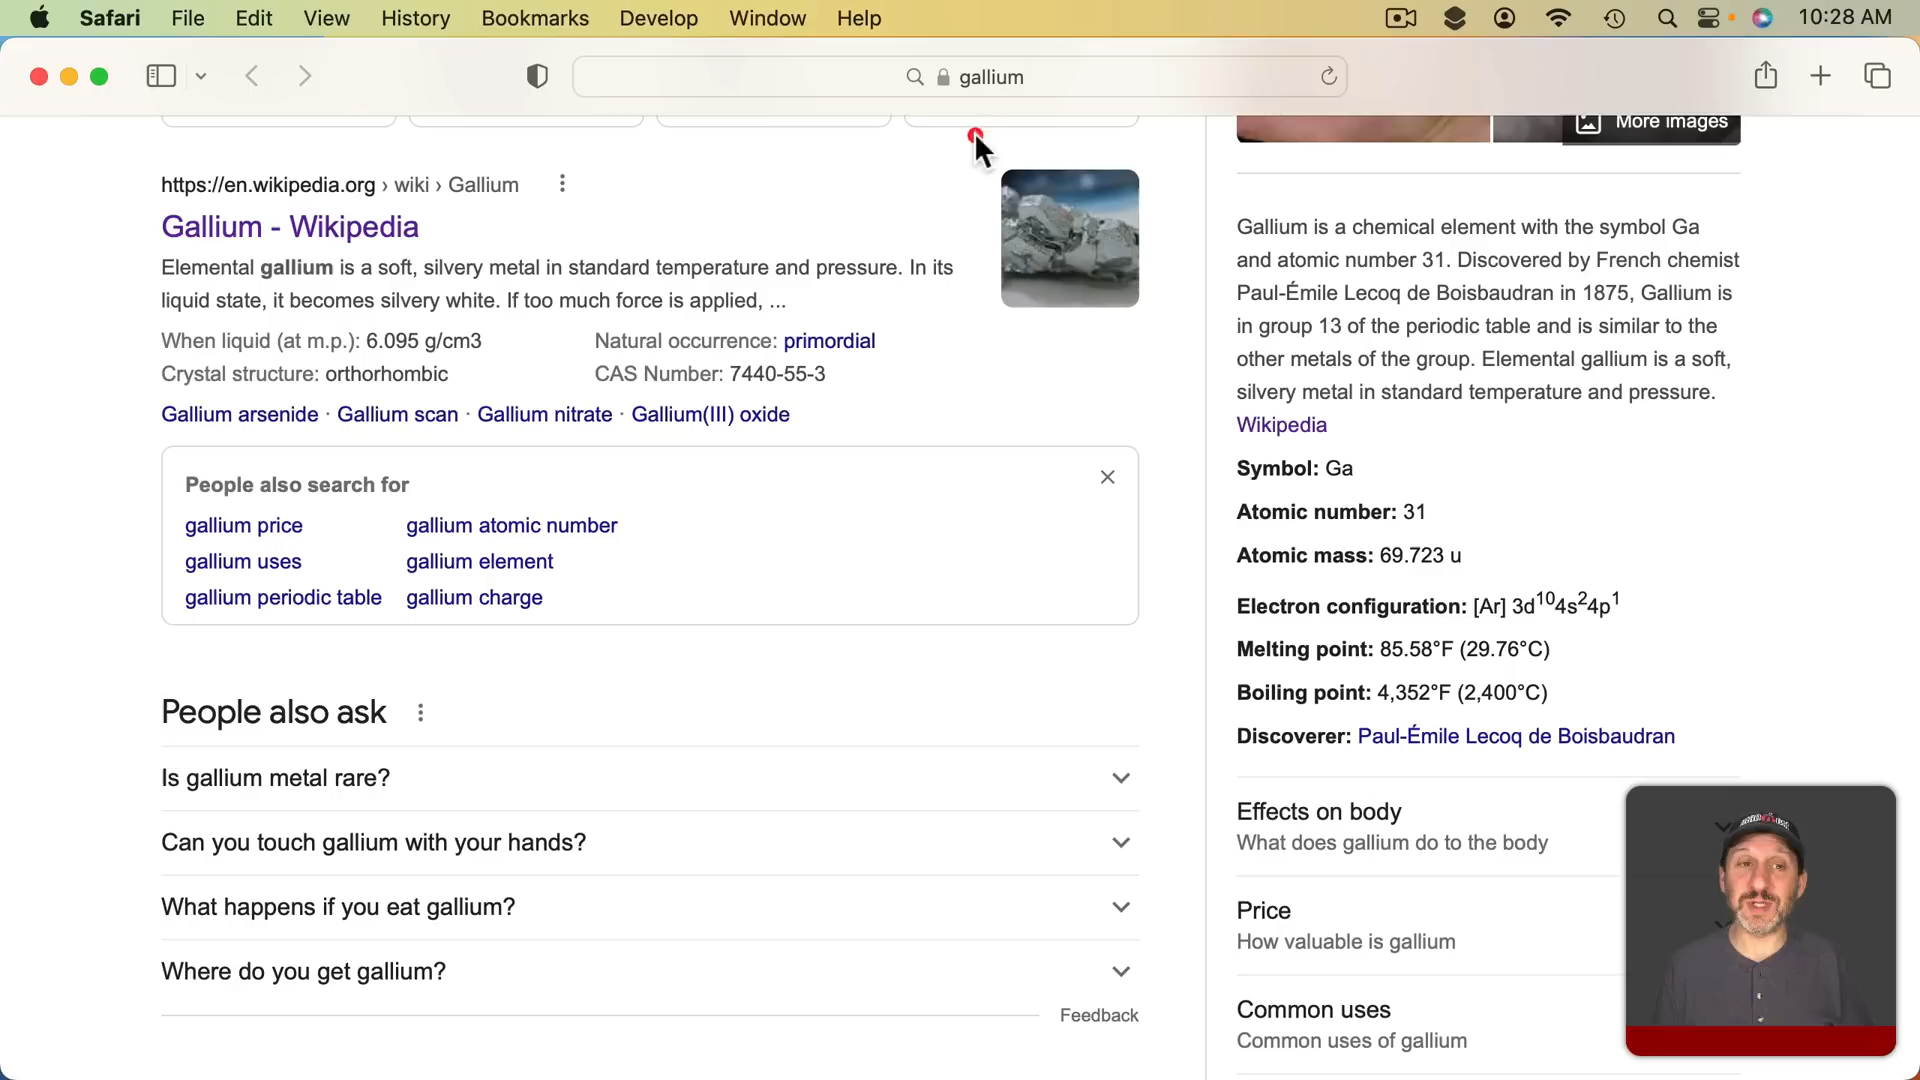 Safari File Edit View History Bookmarks Develop Window Help 10:28 AM
gallium
More images
https://en.wikipedia.org › wiki › Gallium
Gallium - Wikipedia
Elemental gallium is a soft, silvery metal in standard temperature and pressure. In its
liquid state, it becomes silvery white. If too much force is applied, ...
When liquid (at m.p.): 6.095 g/cm3 Natural occurrence: primordial
Crystal structure: orthorhombic CAS Number: 7440-55-3
Gallium arsenide · Gallium scan · Gallium nitrate · Gallium(III) oxide
People also search for
gallium price gallium atomic number
gallium uses gallium element
gallium periodic table gallium charge
People also ask
Is gallium metal rare?
Can you touch gallium with your hands?
What happens if you eat gallium?
Where do you get gallium?
Feedback
Gallium is a chemical element with the symbol Ga
and atomic number 31. Discovered by French chemist
Paul-Émile Lecoq de Boisbaudran in 1875, Gallium is
in group 13 of the periodic table and is similar to the
other metals of the group. Elemental gallium is a soft,
silvery metal in standard temperature and pressure.
Wikipedia
Symbol: Ga
Atomic number: 31
Atomic mass: 69.723 u
Electron configuration: [Ar] 3d¹⁰4s²4p¹
Melting point: 85.58°F (29.76°C)
Boiling point: 4,352°F (2,400°C)
Discoverer: Paul-Émile Lecoq de Boisbaudran
Effects on body
What does gallium do to the body
Price
How valuable is gallium
Common uses
Common uses of gallium